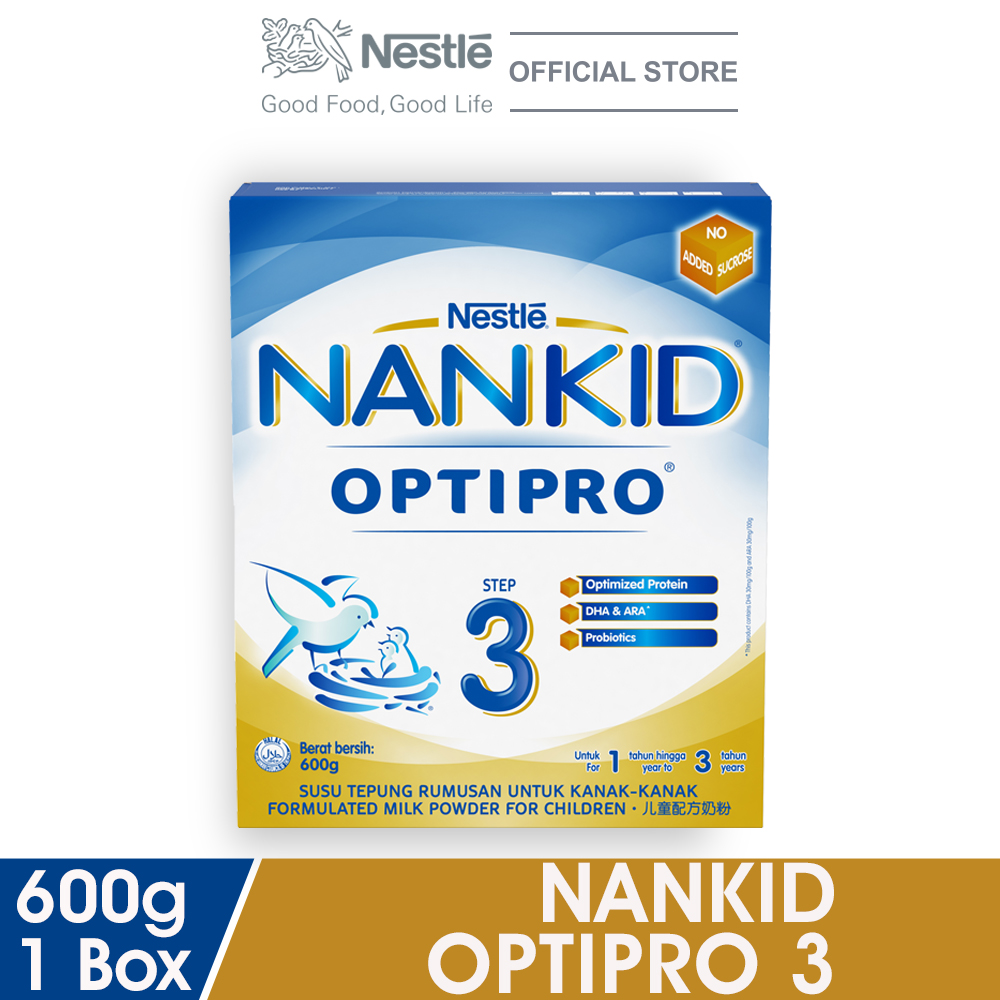 Nestlé
Good Food, Good Life
OFFICIAL STORE
NO
ADDED SUCROSE
Nestlé®
NANKID®
OPTIPRO®
STEP
3
Optimized Protein
DHA & ARA*
Probiotics
HALAL
Berat bersih:
600g
Untuk 1 tahun hingga 3 tahun
For year to years
SUSU TEPUNG RUMUSAN UNTUK KANAK-KANAK
FORMULATED MILK POWDER FOR CHILDREN • 儿童配方奶粉
600g
1 Box
NANKID
OPTIPRO 3